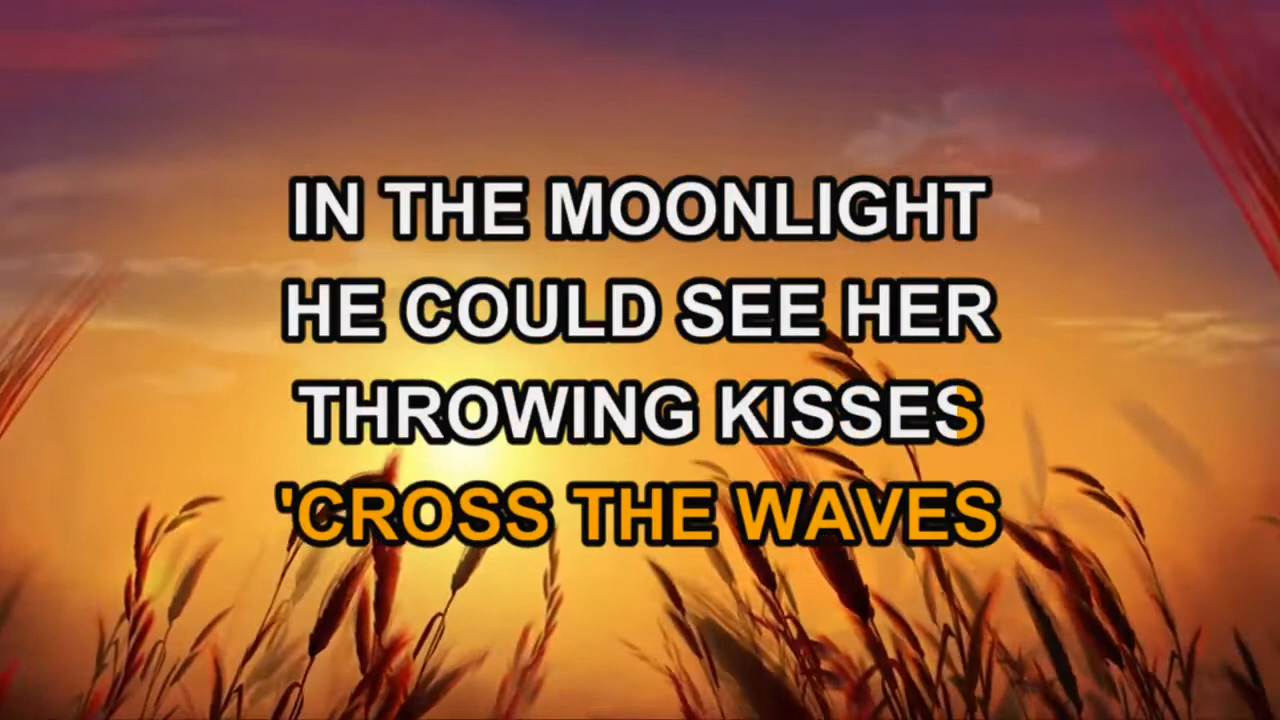 IN THE MOONLIGHT
HE COULD SEE HER
THROWING KISSES
'CROSS THE WAVES